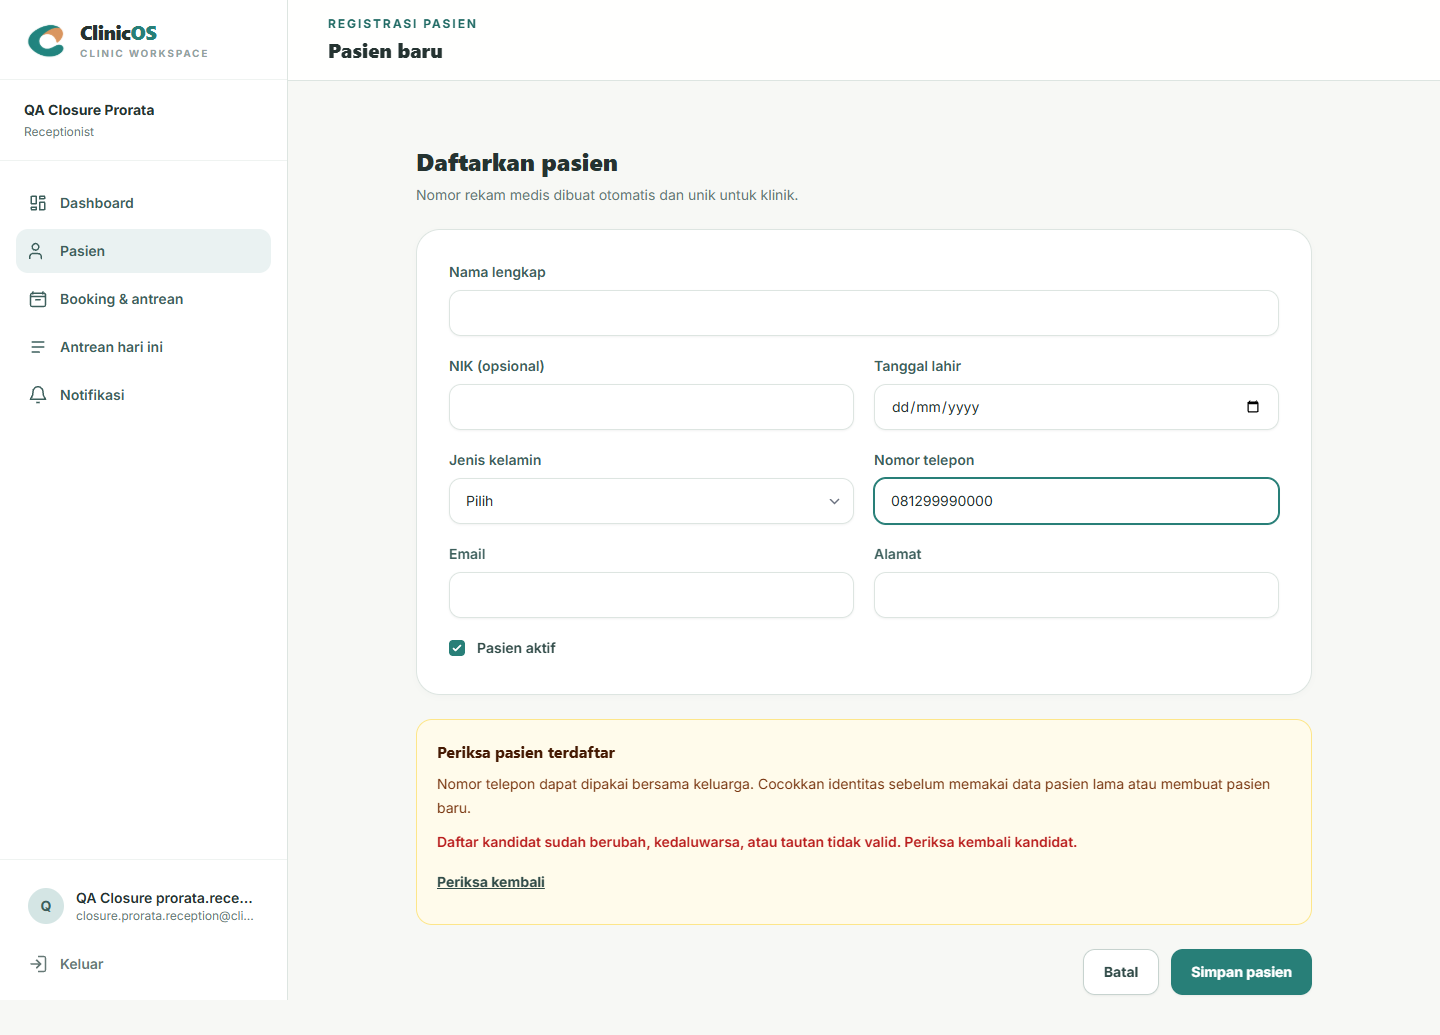 ClinicOS
CLINIC WORKSPACE
QA Closure Prorata
Receptionist
Dashboard
Pasien
Booking & antrean
Antrean hari ini
Notifikasi
Q
QA Closure prorata.rece...
closure.prorata.reception@cli...
Keluar
REGISTRASI PASIEN
Pasien baru
Daftarkan pasien
Nomor rekam medis dibuat otomatis dan unik untuk klinik.
Nama lengkap
NIK (opsional)
Tanggal lahir
dd/mm/yyyy
Jenis kelamin
Nomor telepon
Pilih
081299990000
Email
Alamat
Pasien aktif
Periksa pasien terdaftar
Nomor telepon dapat dipakai bersama keluarga. Cocokkan identitas sebelum memakai data pasien lama atau membuat pasien
baru.
Daftar kandidat sudah berubah, kedaluwarsa, atau tautan tidak valid. Periksa kembali kandidat.
Periksa kembali
Batal
Simpan pasien